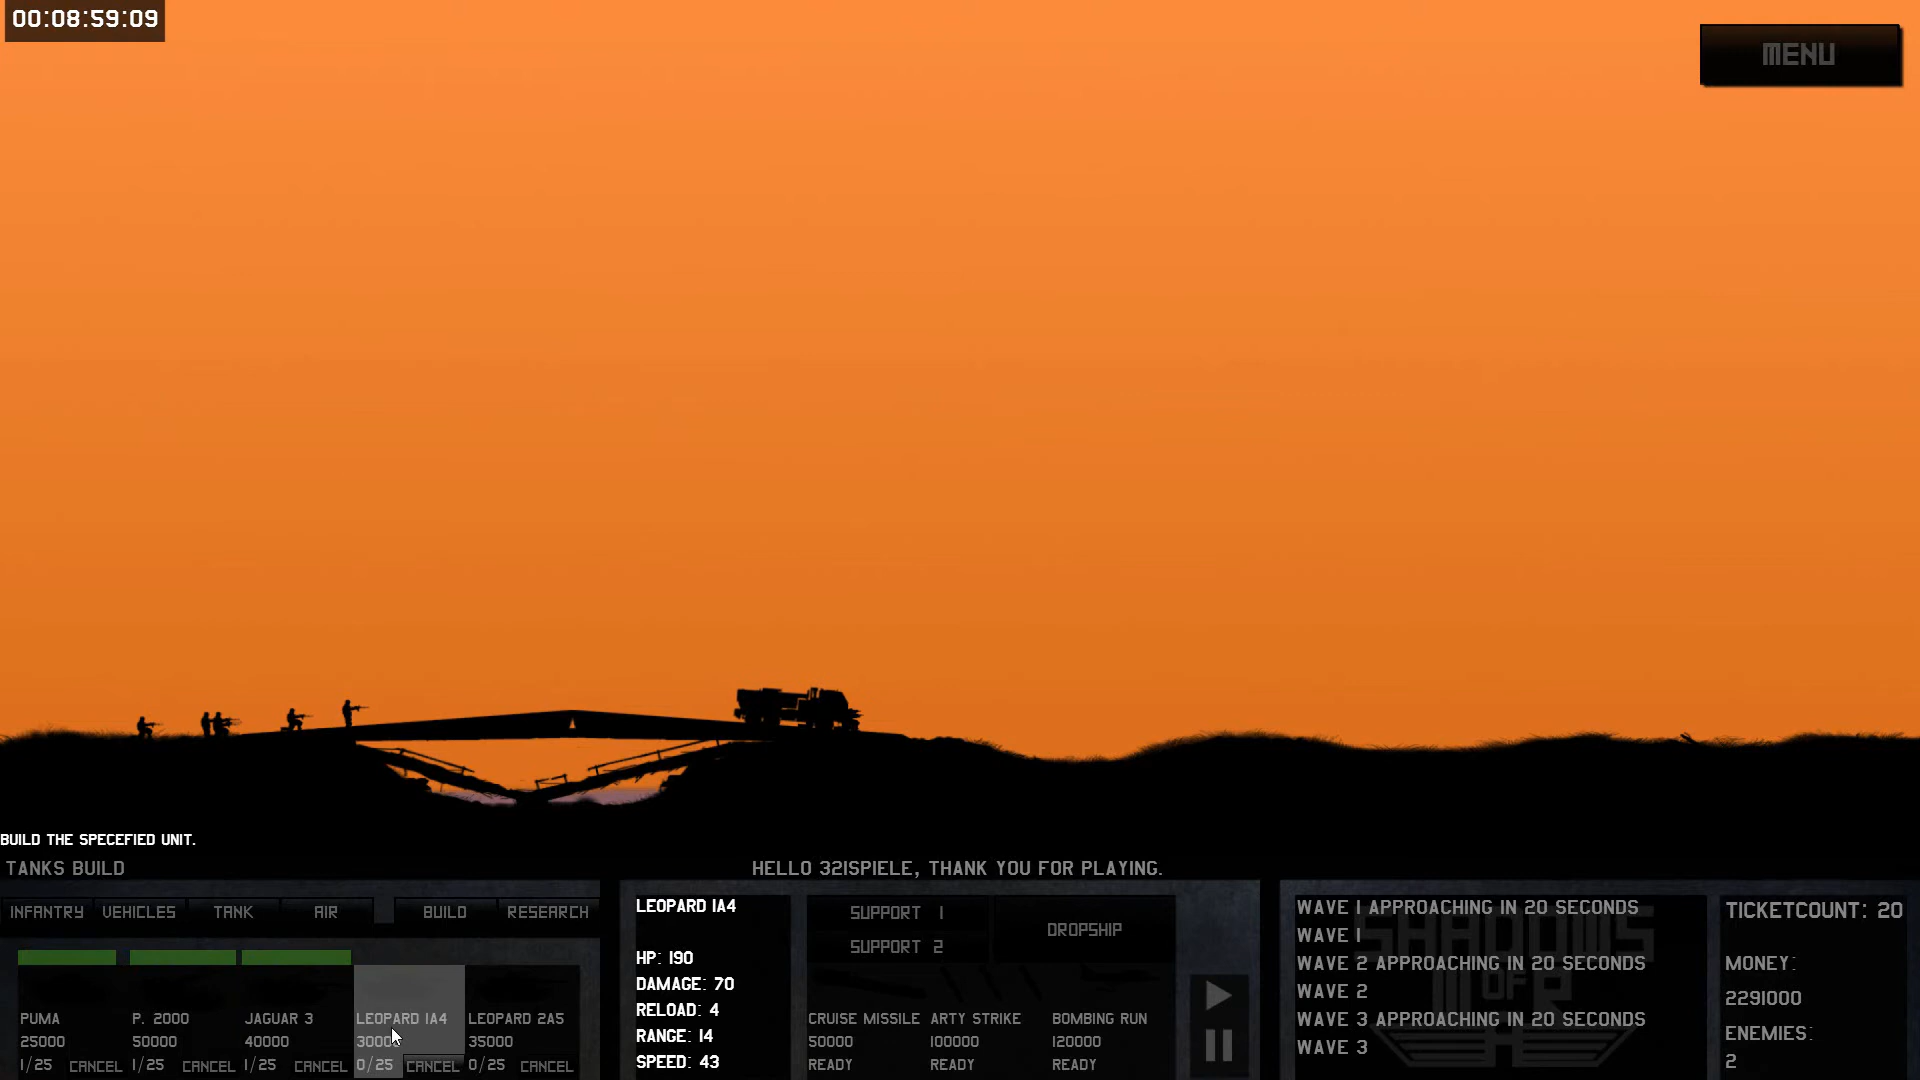 00:08:59:09
MENU
BUILD THE SPECEFIED UNIT.
TANKS BUILD
HELLO 321SPIELE, THANK YOU FOR PLAYING.
INFANTRY VEHICLES TANK AIR BUILD RESEARCH
PUMA
25000
1/25 CANCEL
P. 2000
50000
1/25 CANCEL
JAGUAR 3
40000
1/25 CANCEL
LEOPARD 1A4
30000
0/25 CANCEL
LEOPARD 2A5
35000
0/25 CANCEL
LEOPARD 1A4
HP: 190
DAMAGE: 70
RELOAD: 4
RANGE: 14
SPEED: 43
SUPPORT 1
SUPPORT 2
DROPSHIP
CRUISE MISSILE
50000
READY
ARTY STRIKE
100000
READY
BOMBING RUN
120000
READY
WAVE 1 APPROACHING IN 20 SECONDS
WAVE 1
WAVE 2 APPROACHING IN 20 SECONDS
WAVE 2
WAVE 3 APPROACHING IN 20 SECONDS
WAVE 3
SHADOWS
OF
TICKETCOUNT: 20
MONEY:
2291000
ENEMIES:
2